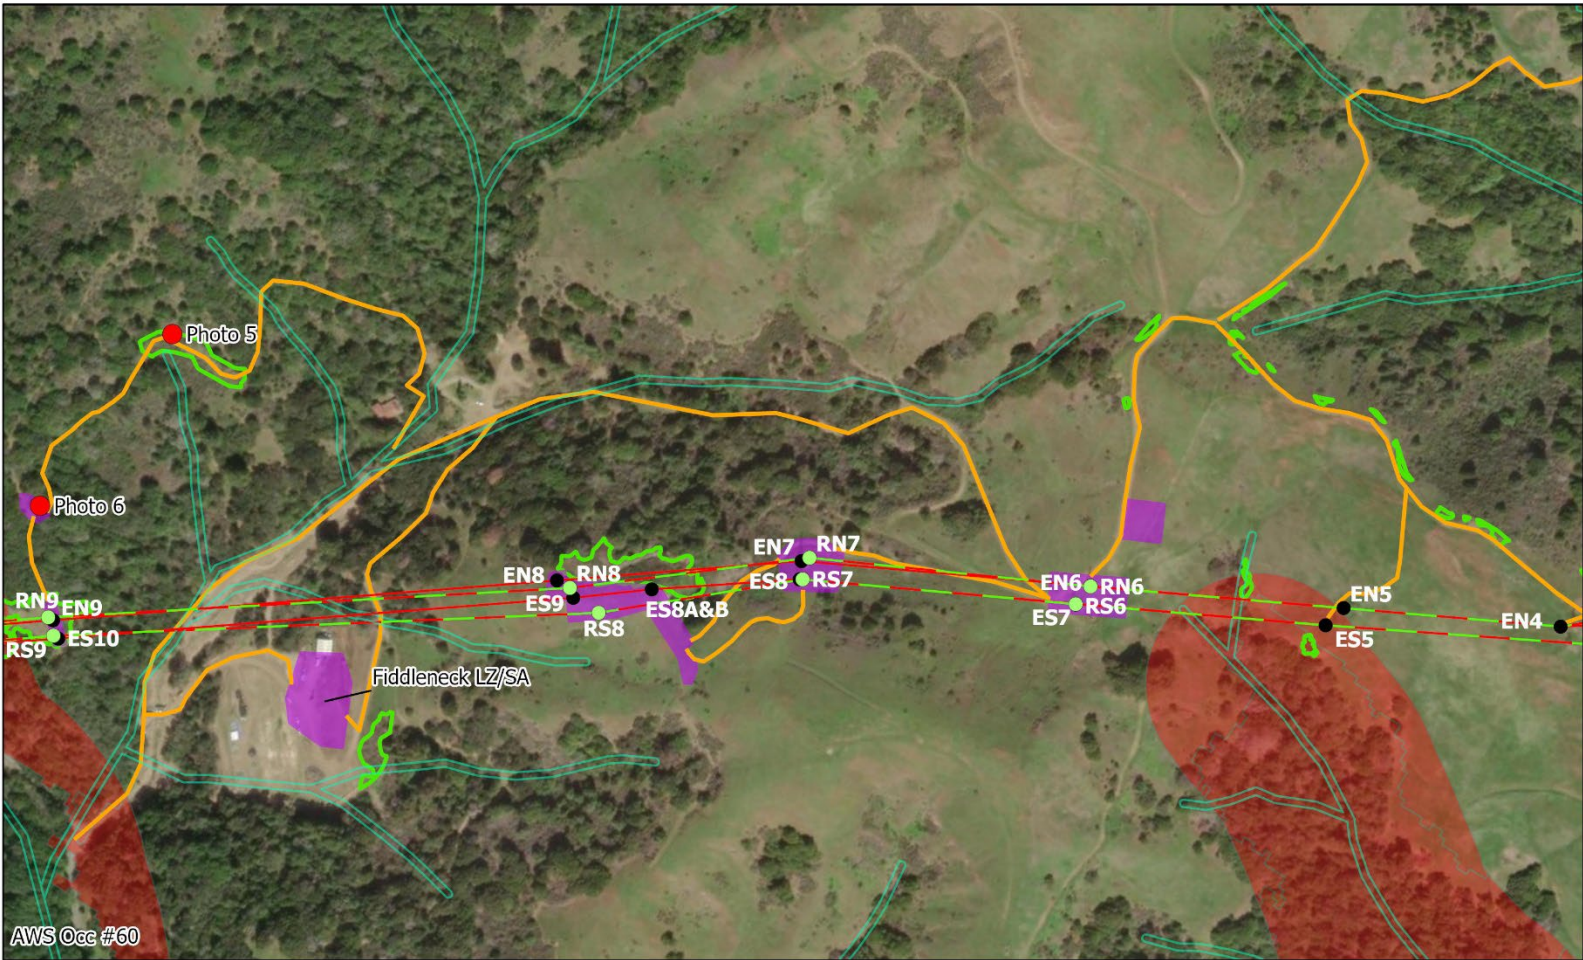 Photo 5
Photo 6
EN7
RN7
EN8
RN8
ES8
RS7
EN6
RN6
RN9
EN9
ES9
ES8A&B
ES7
RS6
EN5
RS8
EN4
ES10
ES5
RS9
Fiddleneck LZ/SA
AWS Occ #60